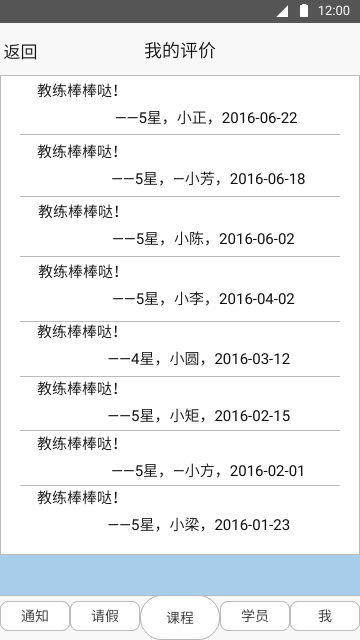 12:00
返回
我的评价
教练棒棒哒！
——5星，小正，2016-06-22
教练棒棒哒！
——5星，—小芳，2016-06-18
教练棒棒哒！
——5星，小陈，2016-06-02
教练棒棒哒！
——5星，小李，2016-04-02
教练棒棒哒！
——4星，小圆，2016-03-12
教练棒棒哒！
——5星，小矩，2016-02-15
教练棒棒哒！
——5星，—小方，2016-02-01
教练棒棒哒！
——5星，小梁，2016-01-23
通知 请假 课程 学员 我